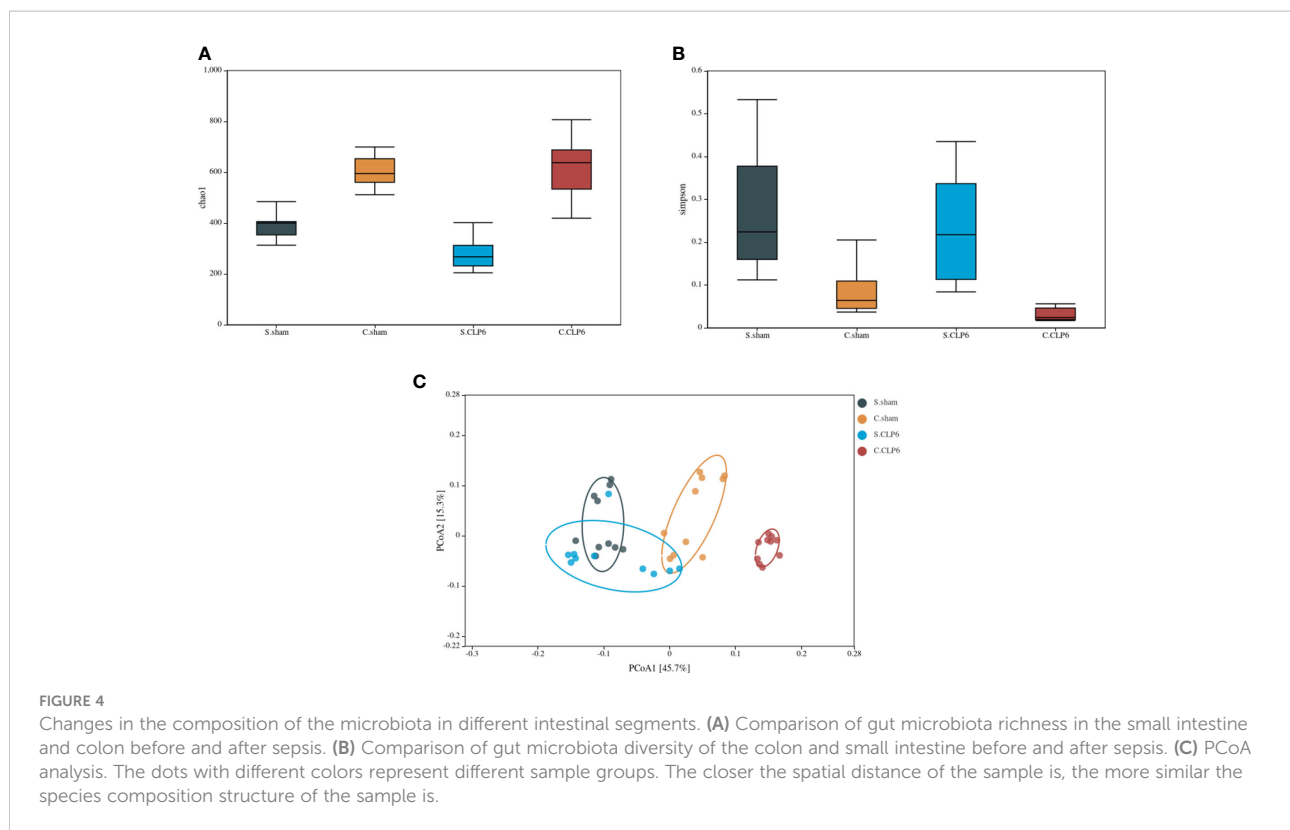 A
1,000
800
600
400
200
0
chao1
S.sham
C.sham
S.CLP6
C.CLP6
B
0.6
0.5
0.4
0.3
0.2
0.1
0
simpson
S.sham
C.sham
S.CLP6
C.CLP6
C
0.28
0.2
0.1
0
-0.1
-0.2
-0.22
PCoA2 [15.3%]
-0.3
-0.2
-0.1
0
0.1
0.2
0.28
PCoA1 [45.7%]
S.sham
C.sham
S.CLP6
C.CLP6
FIGURE 4
Changes in the composition of the microbiota in different intestinal segments. (A) Comparison of gut microbiota richness in the small intestine
and colon before and after sepsis. (B) Comparison of gut microbiota diversity of the colon and small intestine before and after sepsis. (C) PCoA
analysis. The dots with different colors represent different sample groups. The closer the spatial distance of the sample is, the more similar the
species composition structure of the sample is.